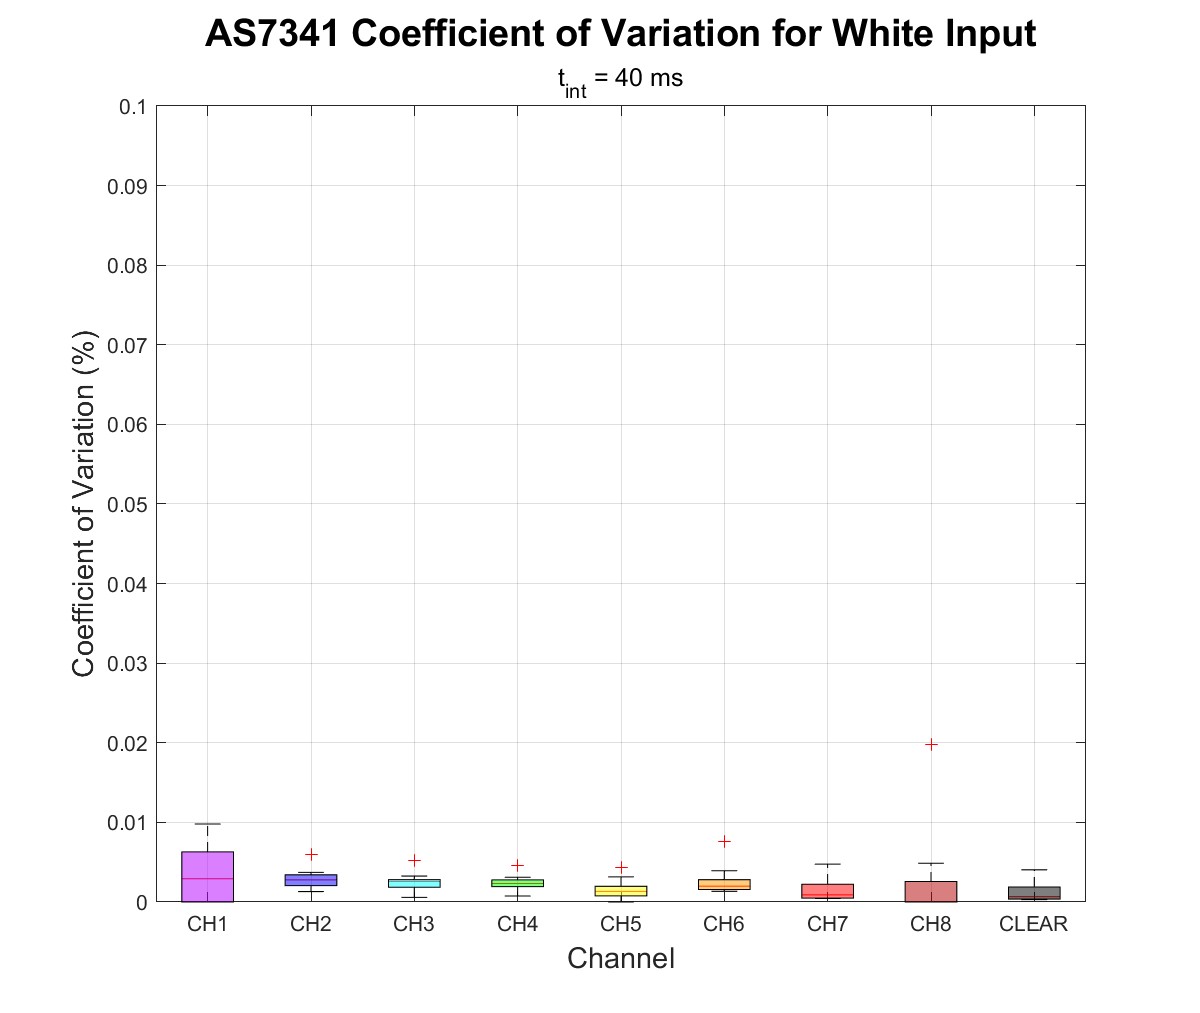 AS7341 Coefficient of Variation for White Input
t_int = 40 ms
Coefficient of Variation (%)
0.1
0.09
0.08
0.07
0.06
0.05
0.04
0.03
0.02
0.01
0
CH1 CH2 CH3 CH4 CH5 CH6 CH7 CH8 CLEAR
Channel